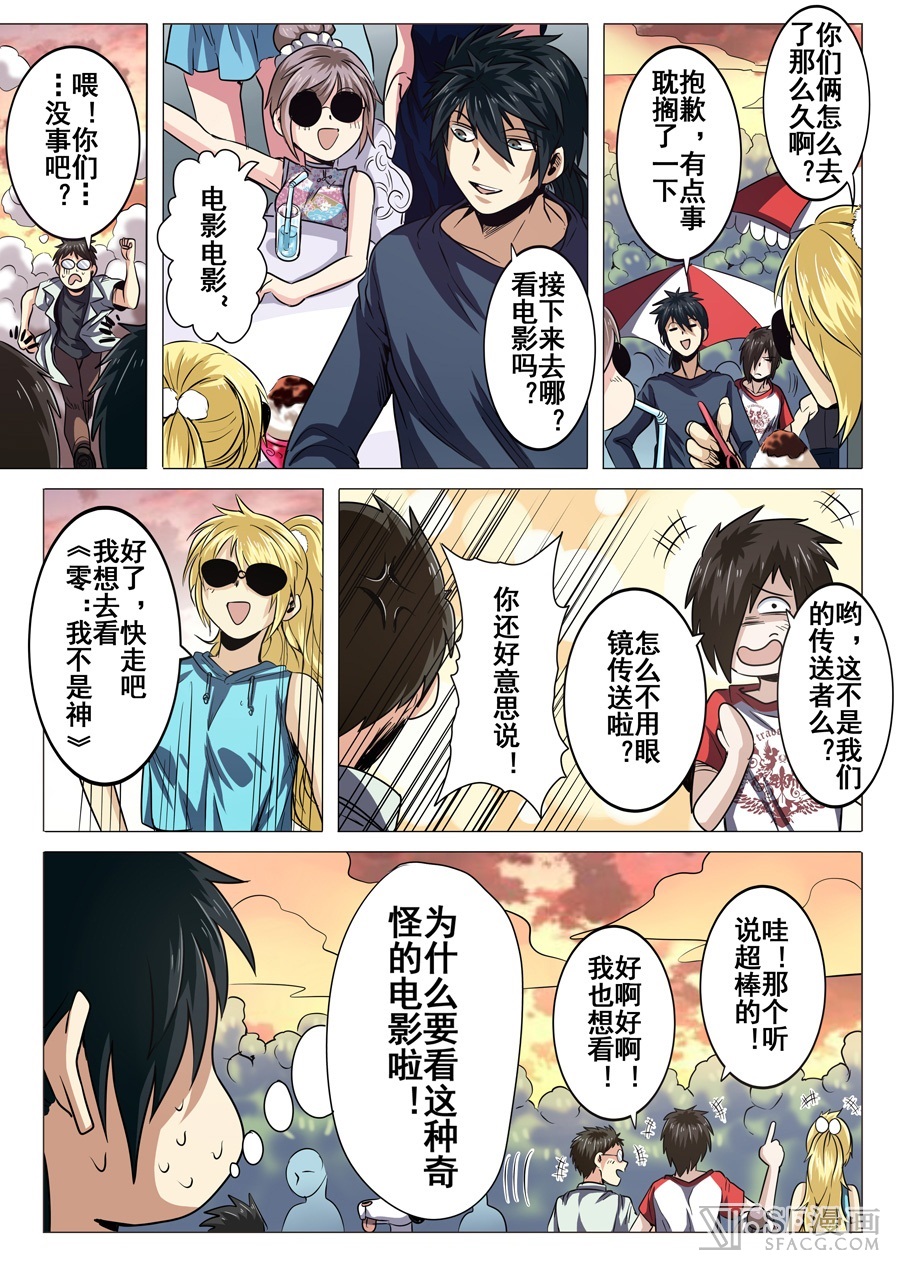 你们俩怎么去
了那么久啊？
抱歉，有点事
耽搁了一下
接下来去哪？
看电影吗？
电影电影~
喂！你们…
…没事吧？
哟，这不是我们
的传送者么？
怎么不用眼
镜传送啦？
你还好意思说！
好了，快走吧
我想去看
《零：我不是神》
哇！那个听
说超棒的！
好啊好啊！
我也想看！
为什么要看这种奇
怪的电影啦！
SF漫画
SFACG.COM